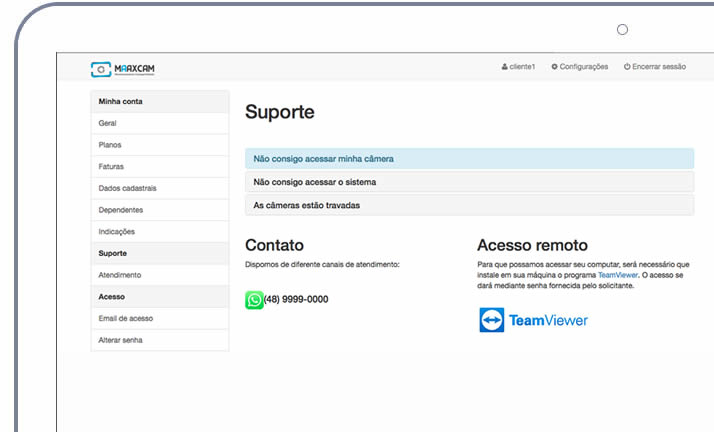 MAAXCAM
cliente1
Configurações
Encerrar sessão
Minha conta
Geral
Planos
Faturas
Dados cadastrais
Dependentes
Indicações
Suporte
Atendimento
Acesso
Email de acesso
Alterar senha
Suporte
Não consigo acessar minha câmera
Não consigo acessar o sistema
As câmeras estão travadas
Contato
Dispomos de diferente canais de atendimento:
(48) 9999-0000
Acesso remoto
Para que possamos acessar seu computar, será necessário que
instale em sua máquina o programa TeamViewer. O acesso se
dará mediante senha fornecida pelo solicitante.
TeamViewer